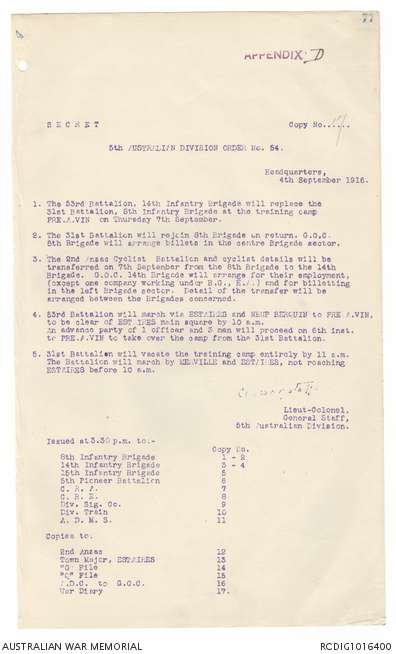 77
APPENDIX D
S E C R E T Copy No. 17
5th AUSTRALIAN DIVISION ORDER No. 54.
Headquarters,
4th September 1916.
1. The 53rd Battalion, 14th Infantry Brigade will replace the
31st Battalion, 8th Infantry Brigade at the training camp
PRE.A.VIN on Thursday 7th September.
2. The 31st Battalion will rejoin 8th Brigade on return. G.O.C.
8th Brigade will arrange billets in the centre Brigade sector.
3. The 2nd Anzac Cyclist Battalion and cyclist details will be
transferred on 7th September from the 8th Brigade to the 14th
Brigade. G.O.C. 14th Brigade will arrange for their employment,
(except one company working under B.G., H.A.) and for billetting
in the left Brigade sector. Detail of the transfer will be
arranged between the Brigades concerned.
4. 53rd Battalion will march via ESTAIRES and NEUF BERQUIN to PRE A.VIN,
to be clear of ESTAIRES main square by 10 a.m.
An advance party of 1 officer and 3 men will proceed on 6th inst.
to PRE.A.VIN to take over the camp from the 31st Battalion.
5. 31st Battalion will vacate the training camp entirely by 11 a.m.
The Battalion will march by MERVILLE and ESTAIRES, not reaching
ESTAIRES before 10 a.m.
Lieut-Colonel,
General Staff,
5th Australian Division.
Issued at 3.30 p.m. to:-
Copy No.
8th Infantry Brigade 1 - 2
14th Infantry Brigade 3 - 4
15th Infantry Brigade 5
5th Pioneer Battalion 6
C. R. A. 7
C. R. E. 8
Div. Sig. Co. 9
Div. Train 10
A. D. M. S. 11
Copies to:
2nd Anzac 12
Town Major, ESTAIRES 13
"G" File 14
"Q" File 15
A.D.C. to G.O.C. 16
War Diary 17.
AUSTRALIAN WAR MEMORIAL RCDIG1016400